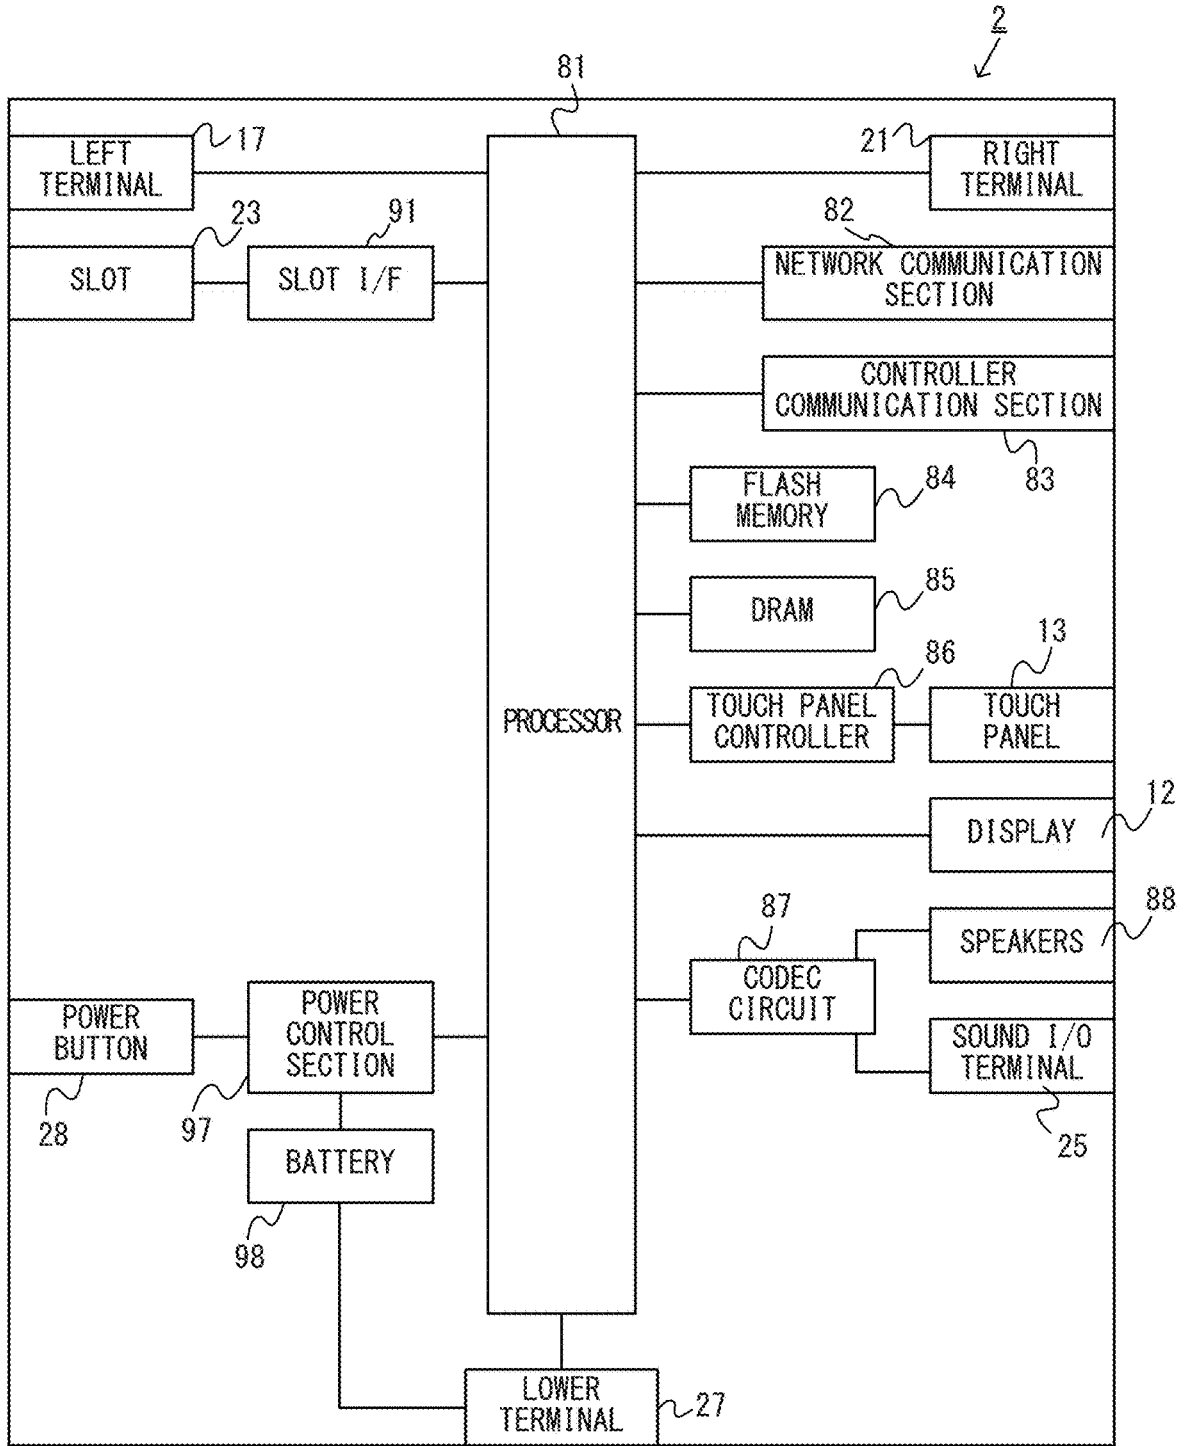 2
81
17
LEFT
TERMINAL
21
RIGHT
TERMINAL
23
SLOT
91
SLOT I/F
82
NETWORK COMMUNICATION
SECTION
CONTROLLER
COMMUNICATION SECTION
83
FLASH
MEMORY
84
DRAM
85
PROCESSOR
86
TOUCH PANEL
CONTROLLER
13
TOUCH
PANEL
DISPLAY
12
87
CODEC
CIRCUIT
SPEAKERS
88
SOUND I/O
TERMINAL
25
POWER
BUTTON
28
POWER
CONTROL
SECTION
97
BATTERY
98
LOWER
TERMINAL
27